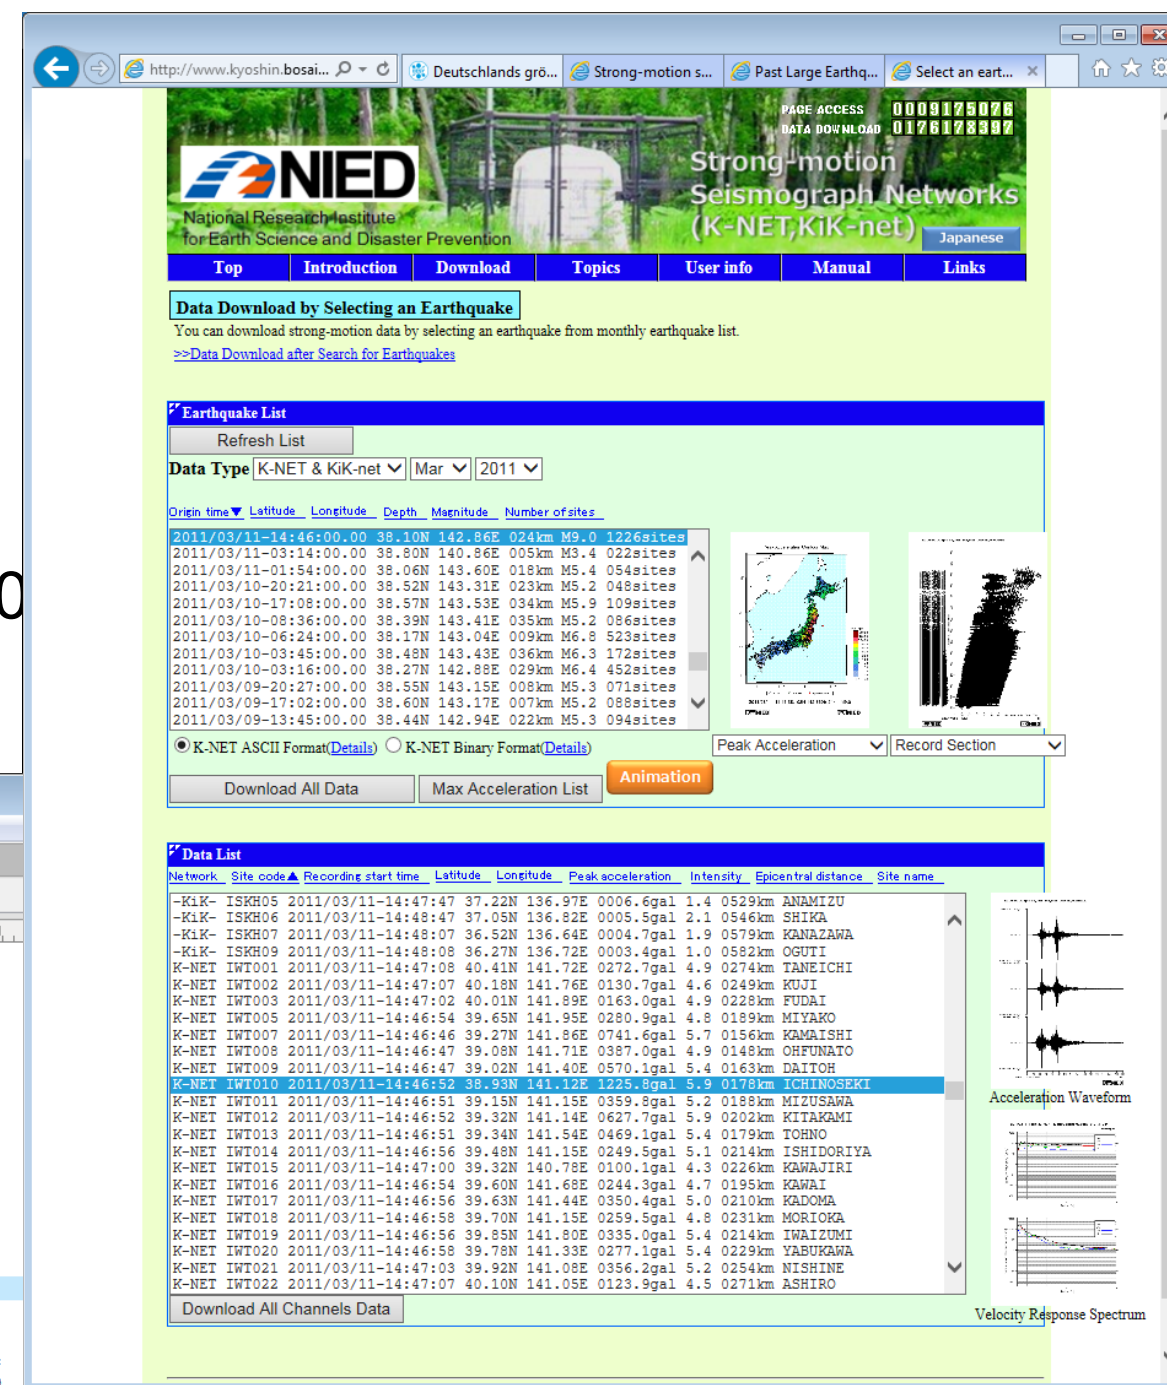 http://www.kyoshin.bosai...
Deutschlands grö...
Strong-motion s...
Past Large Earthq...
Select an eart...
PAGE ACCESS 0009175076
DATA DOWNLOAD 0176178397
NIED
National Research Institute
for Earth Science and Disaster Prevention
Strong-motion
Seismograph Networks
(K-NET,KiK-net)
Japanese
Top Introduction Download Topics User info Manual Links
Data Download by Selecting an Earthquake
You can download strong-motion data by selecting an earthquake from monthly earthquake list.
>>Data Download after Search for Earthquakes
Earthquake List
Refresh List
Data Type K-NET & KiK-net Mar 2011
Origin time▼ Latitude Longitude Depth Magnitude Number of sites
2011/03/11-14:46:00.00 38.10N 142.86E 024km M9.0 1226sites
2011/03/11-03:14:00.00 38.80N 140.86E 005km M3.4 022sites
2011/03/11-01:54:00.00 38.06N 143.60E 018km M5.4 054sites
2011/03/10-20:21:00.00 38.52N 143.31E 023km M5.2 048sites
2011/03/10-17:08:00.00 38.57N 143.53E 034km M5.9 109sites
2011/03/10-08:36:00.00 38.39N 143.41E 035km M5.2 086sites
2011/03/10-06:24:00.00 38.17N 143.04E 009km M6.8 523sites
2011/03/10-03:45:00.00 38.48N 143.43E 036km M6.3 172sites
2011/03/10-03:16:00.00 38.27N 142.88E 029km M6.4 452sites
2011/03/09-20:27:00.00 38.55N 143.15E 008km M5.3 071sites
2011/03/09-17:02:00.00 38.60N 143.17E 007km M5.2 088sites
2011/03/09-13:45:00.00 38.44N 142.94E 022km M5.3 094sites
K-NET ASCII Format(Details) K-NET Binary Format(Details)
Peak Acceleration
Record Section
Download All Data
Max Acceleration List
Animation
Data List
Network Site code▲ Recording start time Latitude Longitude Peak acceleration Intensity Epicentral distance Site name
-KiK- ISKH05 2011/03/11-14:47:47 37.22N 136.97E 0006.6gal 1.4 0529km ANAMIZU
-KiK- ISKH06 2011/03/11-14:47:48 37.05N 136.82E 0005.5gal 2.1 0546km SHIKA
-KiK- ISKH07 2011/03/11-14:48:07 36.52N 136.64E 0004.7gal 1.9 0579km KANAZAWA
-KiK- ISKH09 2011/03/11-14:48:08 36.27N 136.72E 0003.4gal 1.0 0582km OGUTI
K-NET IWT001 2011/03/11-14:47:08 40.41N 141.72E 0272.7gal 4.9 0274km TANEICHI
K-NET IWT002 2011/03/11-14:47:07 40.18N 141.76E 0130.7gal 4.6 0249km KUJI
K-NET IWT003 2011/03/11-14:47:02 40.01N 141.89E 0163.0gal 4.9 0228km FUDAI
K-NET IWT005 2011/03/11-14:46:54 39.65N 141.95E 0280.9gal 4.8 0189km MIYAKO
K-NET IWT007 2011/03/11-14:46:46 39.27N 141.86E 0741.6gal 5.7 0156km KAMAISHI
K-NET IWT008 2011/03/11-14:46:47 39.08N 141.71E 0387.0gal 4.9 0148km OHFUNATO
K-NET IWT009 2011/03/11-14:46:47 39.02N 141.40E 0570.1gal 5.4 0163km DAITOH
K-NET IWT010 2011/03/11-14:46:52 38.93N 141.12E 1225.8gal 5.9 0178km ICHINOSEKI
K-NET IWT011 2011/03/11-14:46:51 39.15N 141.15E 0359.8gal 5.2 0188km MIZUSAWA
K-NET IWT012 2011/03/11-14:46:52 39.32N 141.14E 0627.7gal 5.9 0202km KITAKAMI
K-NET IWT013 2011/03/11-14:46:51 39.34N 141.54E 0469.1gal 5.4 0179km TOHNO
K-NET IWT014 2011/03/11-14:46:56 39.48N 141.15E 0249.5gal 5.1 0214km ISHIDORIYA
K-NET IWT015 2011/03/11-14:47:00 39.32N 140.78E 0100.1gal 4.3 0226km KAWAJIRI
K-NET IWT016 2011/03/11-14:46:54 39.60N 141.68E 0244.3gal 4.7 0195km KAWAI
K-NET IWT017 2011/03/11-14:46:56 39.63N 141.44E 0350.4gal 5.0 0210km KADOMA
K-NET IWT018 2011/03/11-14:46:58 39.70N 141.15E 0259.5gal 4.8 0231km MORIOKA
K-NET IWT019 2011/03/11-14:46:56 39.85N 141.80E 0335.0gal 5.4 0214km IWAIZUMI
K-NET IWT020 2011/03/11-14:46:58 39.78N 141.33E 0277.1gal 5.4 0229km YABUKAWA
K-NET IWT021 2011/03/11-14:47:03 39.92N 141.08E 0356.2gal 5.2 0254km NISHINE
K-NET IWT022 2011/03/11-14:47:07 40.10N 141.05E 0123.9gal 4.5 0271km ASHIRO
Acceleration Waveform
Velocity Response Spectrum
Download All Channels Data